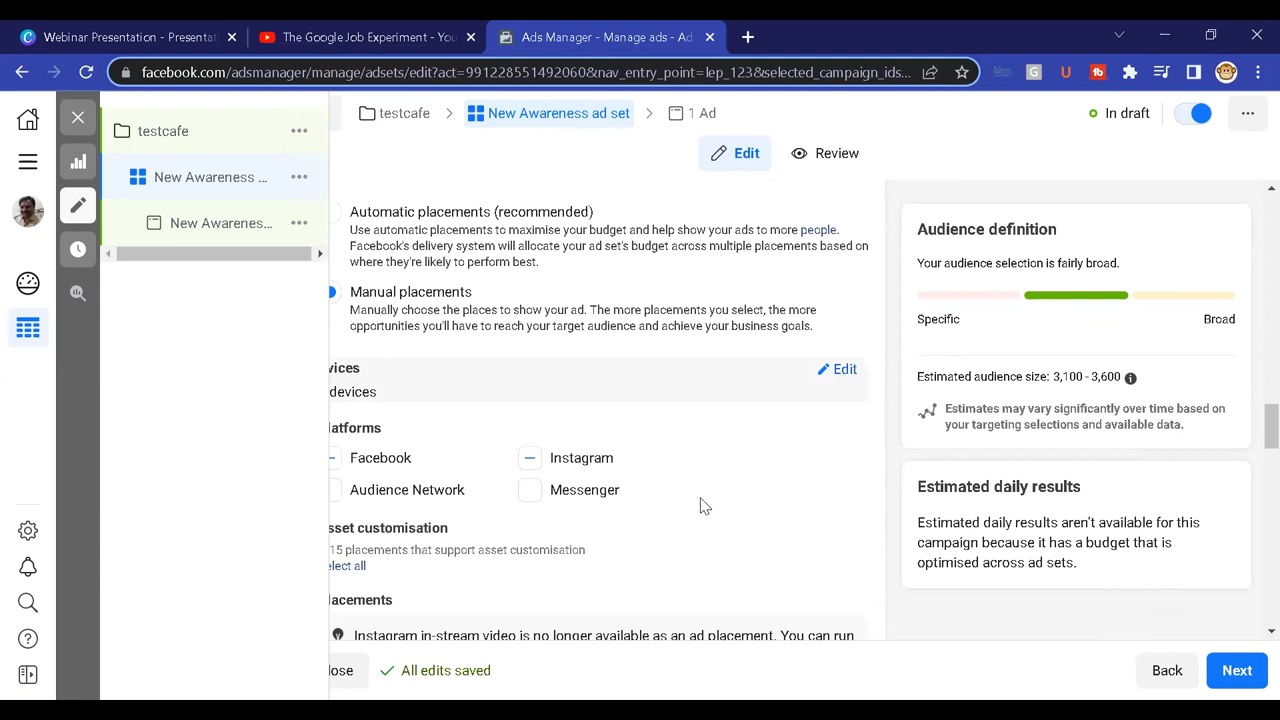 Webinar Presentation - Presentat
The Google Job Experiment - You
Ads Manager - Manage ads - Ad
facebook.com/adsmanager/manage/adsets/edit?act=991228551492060&nav_entry_point=lep_123&selected_campaign_ids...
testcafe
New Awareness ...
New Awarenes...
testcafe
New Awareness ad set
1 Ad
In draft
Edit
Review
Automatic placements (recommended)
Use automatic placements to maximise your budget and help show your ads to more people.
Facebook's delivery system will allocate your ad set's budget across multiple placements based on
where they're likely to perform best.
Manual placements
Manually choose the places to show your ad. The more placements you select, the more
opportunities you'll have to reach your target audience and achieve your business goals.
vices
Edit
devices
latforms
Facebook
Instagram
Audience Network
Messenger
sset customisation
15 placements that support asset customisation
elect all
lacements
Instagram in-stream video is no longer available as an ad placement. You can run
lose
All edits saved
Back
Next
Audience definition
Your audience selection is fairly broad.
Specific
Broad
Estimated audience size: 3,100 - 3,600
Estimates may vary significantly over time based on
your targeting selections and available data.
Estimated daily results
Estimated daily results aren't available for this
campaign because it has a budget that is
optimised across ad sets.